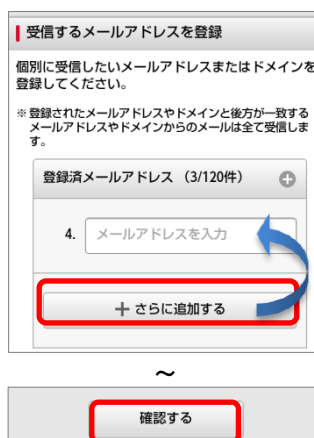 受信するメールアドレスを登録
個別に受信したいメールアドレスまたはドメインを
登録してください。
※ 登録されたメールアドレスやドメインと後方が一致する
メールアドレスやドメインからのメールは全て受信しま
す。
登録済メールアドレス （3/120件）
4. メールアドレスを入力
＋ さらに追加する
～
確認する